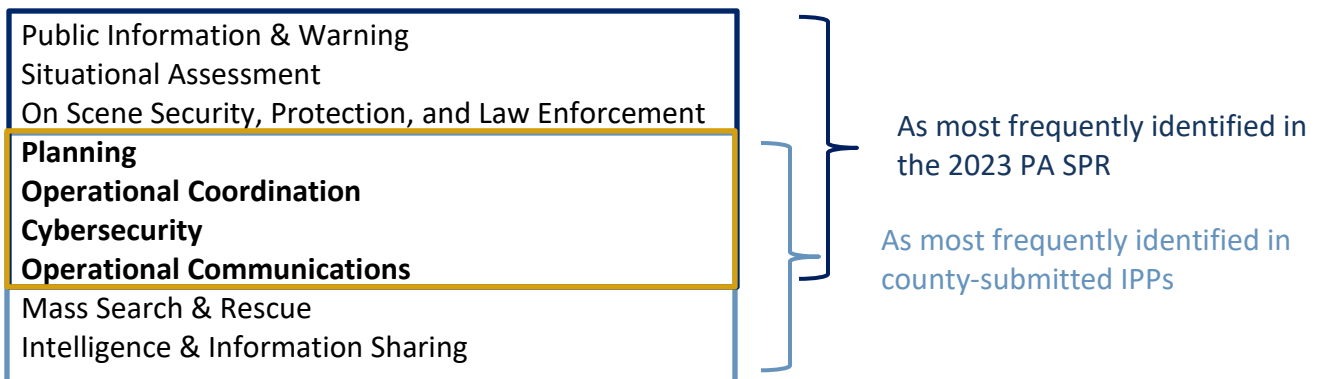 Public Information & Warning
Situational Assessment
On Scene Security, Protection, and Law Enforcement
Planning
Operational Coordination
Cybersecurity
Operational Communications
Mass Search & Rescue
Intelligence & Information Sharing
As most frequently identified in
the 2023 PA SPR
As most frequently identified in
county-submitted IPPs